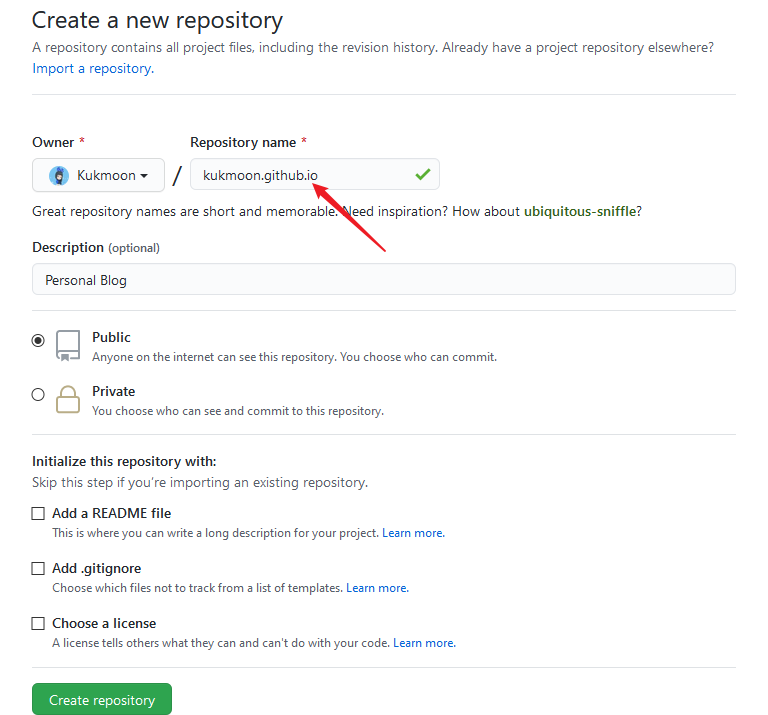 Create a new repository
A repository contains all project files, including the revision history. Already have a project repository elsewhere?
Import a repository.
Owner * Repository name *
Kukmoon / kukmoon.github.io
Great repository names are short and memorable. Need inspiration? How about ubiquitous-sniffle?
Description (optional)
Personal Blog
Public
Anyone on the internet can see this repository. You choose who can commit.
Private
You choose who can see and commit to this repository.
Initialize this repository with:
Skip this step if you're importing an existing repository.
Add a README file
This is where you can write a long description for your project. Learn more.
Add .gitignore
Choose which files not to track from a list of templates. Learn more.
Choose a license
A license tells others what they can and can't do with your code. Learn more.
Create repository